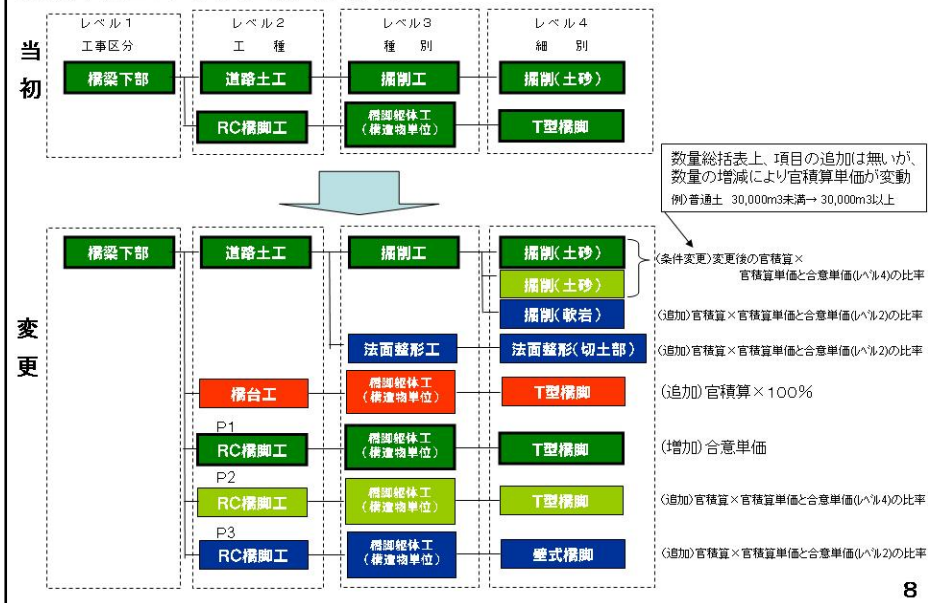 レベル1
レベル2
レベル3
レベル4
工事区分
工　種
種　別
細　別
当初
橋梁下部
道路土工
掘削工
掘削(土砂)
RC橋脚工
橋脚躯体工
(構造物単位)
T型橋脚
数量総括表上、項目の追加は無いが、
数量の増減により官積算単価が変動
例)普通土　30,000m3未満→ 30,000m3以上
変更
橋梁下部
道路土工
掘削工
掘削(土砂)
(条件変更)変更後の官積算×
官積算単価と合意単価(レベル4)の比率
掘削(土砂)
掘削(軟岩)
(追加)官積算×官積算単価と合意単価(レベル2)の比率
法面整形工
法面整形(切土部)
(追加)官積算×官積算単価と合意単価(レベル2)の比率
橋台工
橋脚躯体工
(構造物単位)
T型橋脚
(追加)官積算×100%
P1
RC橋脚工
橋脚躯体工
(構造物単位)
T型橋脚
(増加)合意単価
P2
RC橋脚工
橋脚躯体工
(構造物単位)
T型橋脚
(追加)官積算×官積算単価と合意単価(レベル4)の比率
P3
RC橋脚工
橋脚躯体工
(構造物単位)
壁式橋脚
(追加)官積算×官積算単価と合意単価(レベル2)の比率
8